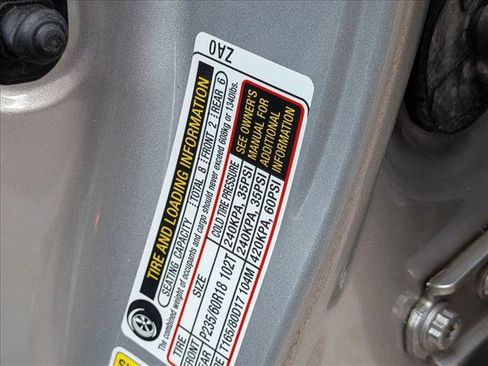 ZA0
TIRE AND LOADING INFORMATION
SEATING CAPACITY TOTAL 8 FRONT 2 REAR 6
The combined weight of occupants and cargo should never exceed 608kg or 1340lbs.
TIRE SIZE COLD TIRE PRESSURE
FRONT P235/60R18 102T 240KPA, 35PSI
REAR 240KPA, 35PSI
T165/80D17 104M 420KPA, 60PSI
SEE OWNER'S
MANUAL FOR
ADDITIONAL
INFORMATION